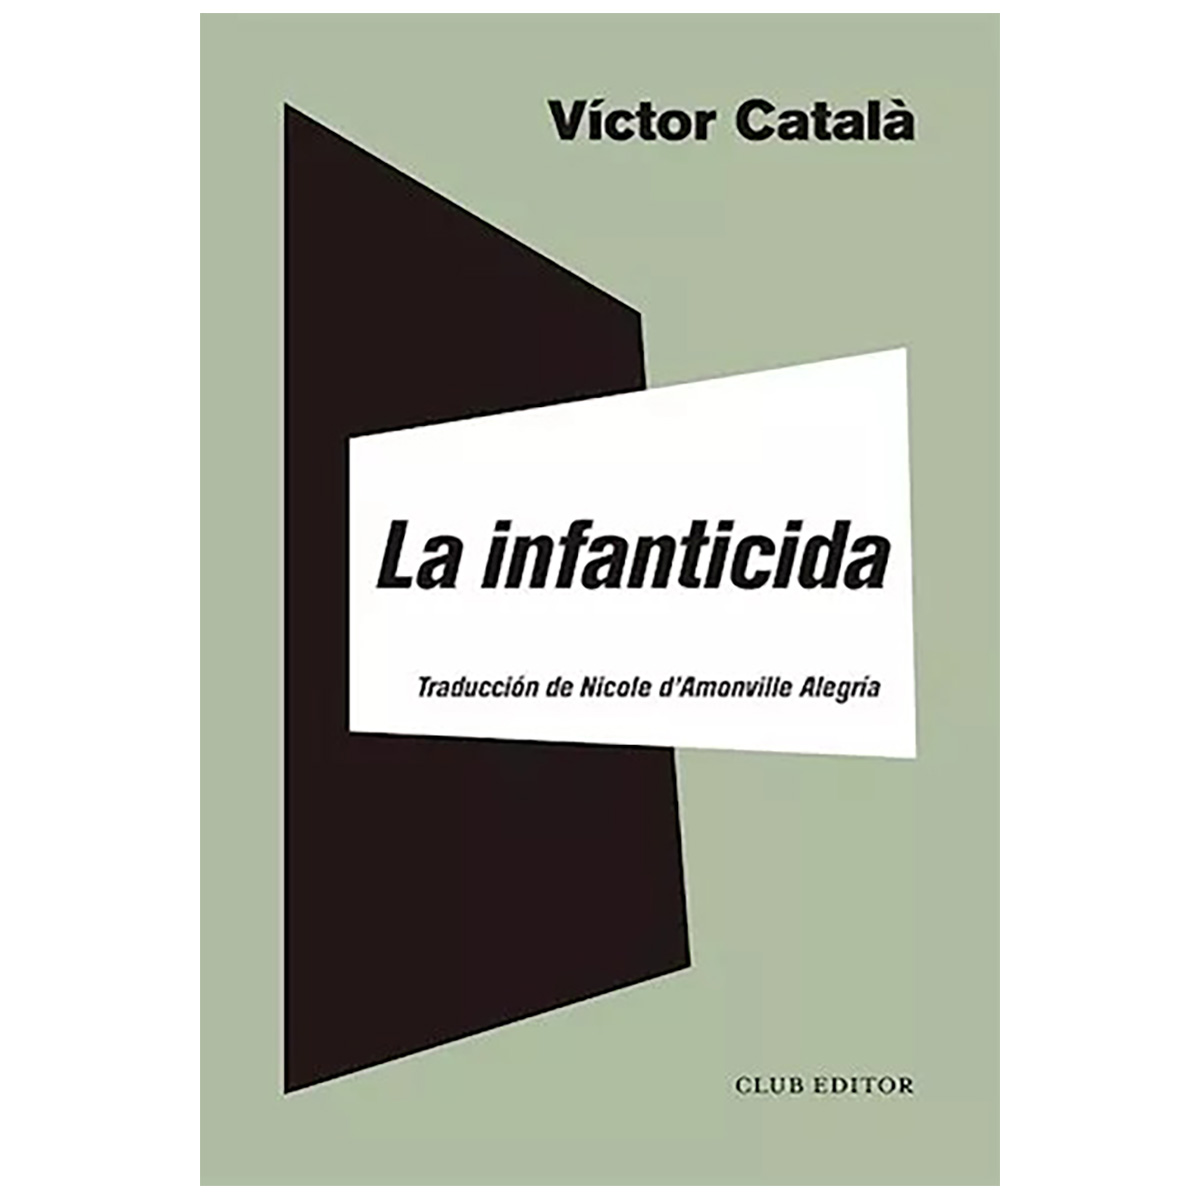 Víctor Català
La infanticida
Traducción de Nicole d'Amonville Alegría
CLUB EDITOR